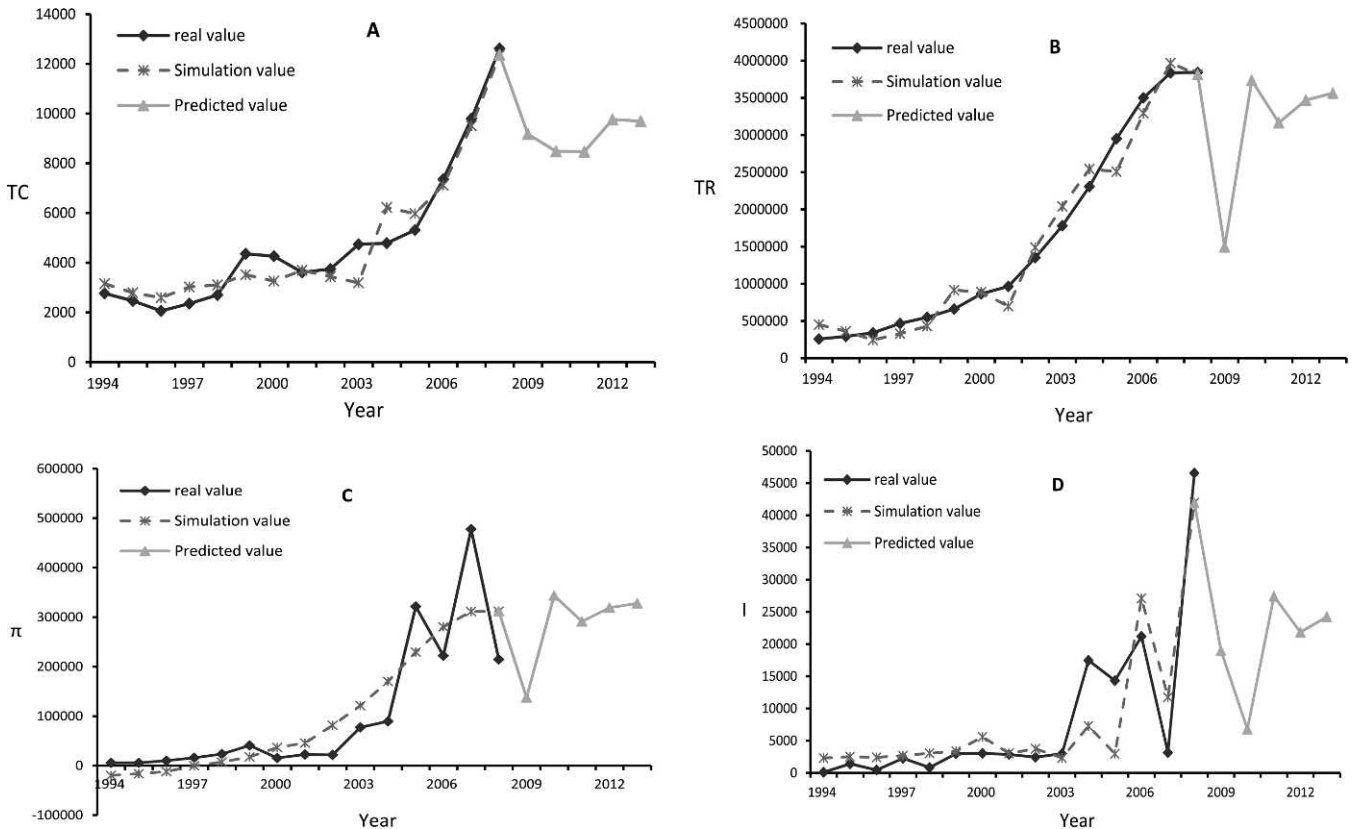 A
real value
Simulation value
Predicted value
14000
12000
10000
8000
6000
4000
2000
0
TC
1994 1997 2000 2003 2006 2009 2012
Year
B
real value
Simulation value
Predicted value
4500000
4000000
3500000
3000000
2500000
2000000
1500000
1000000
500000
0
TR
1994 1997 2000 2003 2006 2009 2012
Year
C
real value
Simulation value
Predicted value
600000
500000
400000
300000
200000
100000
0
-100000
π
1994 1997 2000 2003 2006 2009 2012
Year
D
real value
Simulation value
Predicted value
50000
45000
40000
35000
30000
25000
20000
15000
10000
5000
0
I
1994 1997 2000 2003 2006 2009 2012
Year